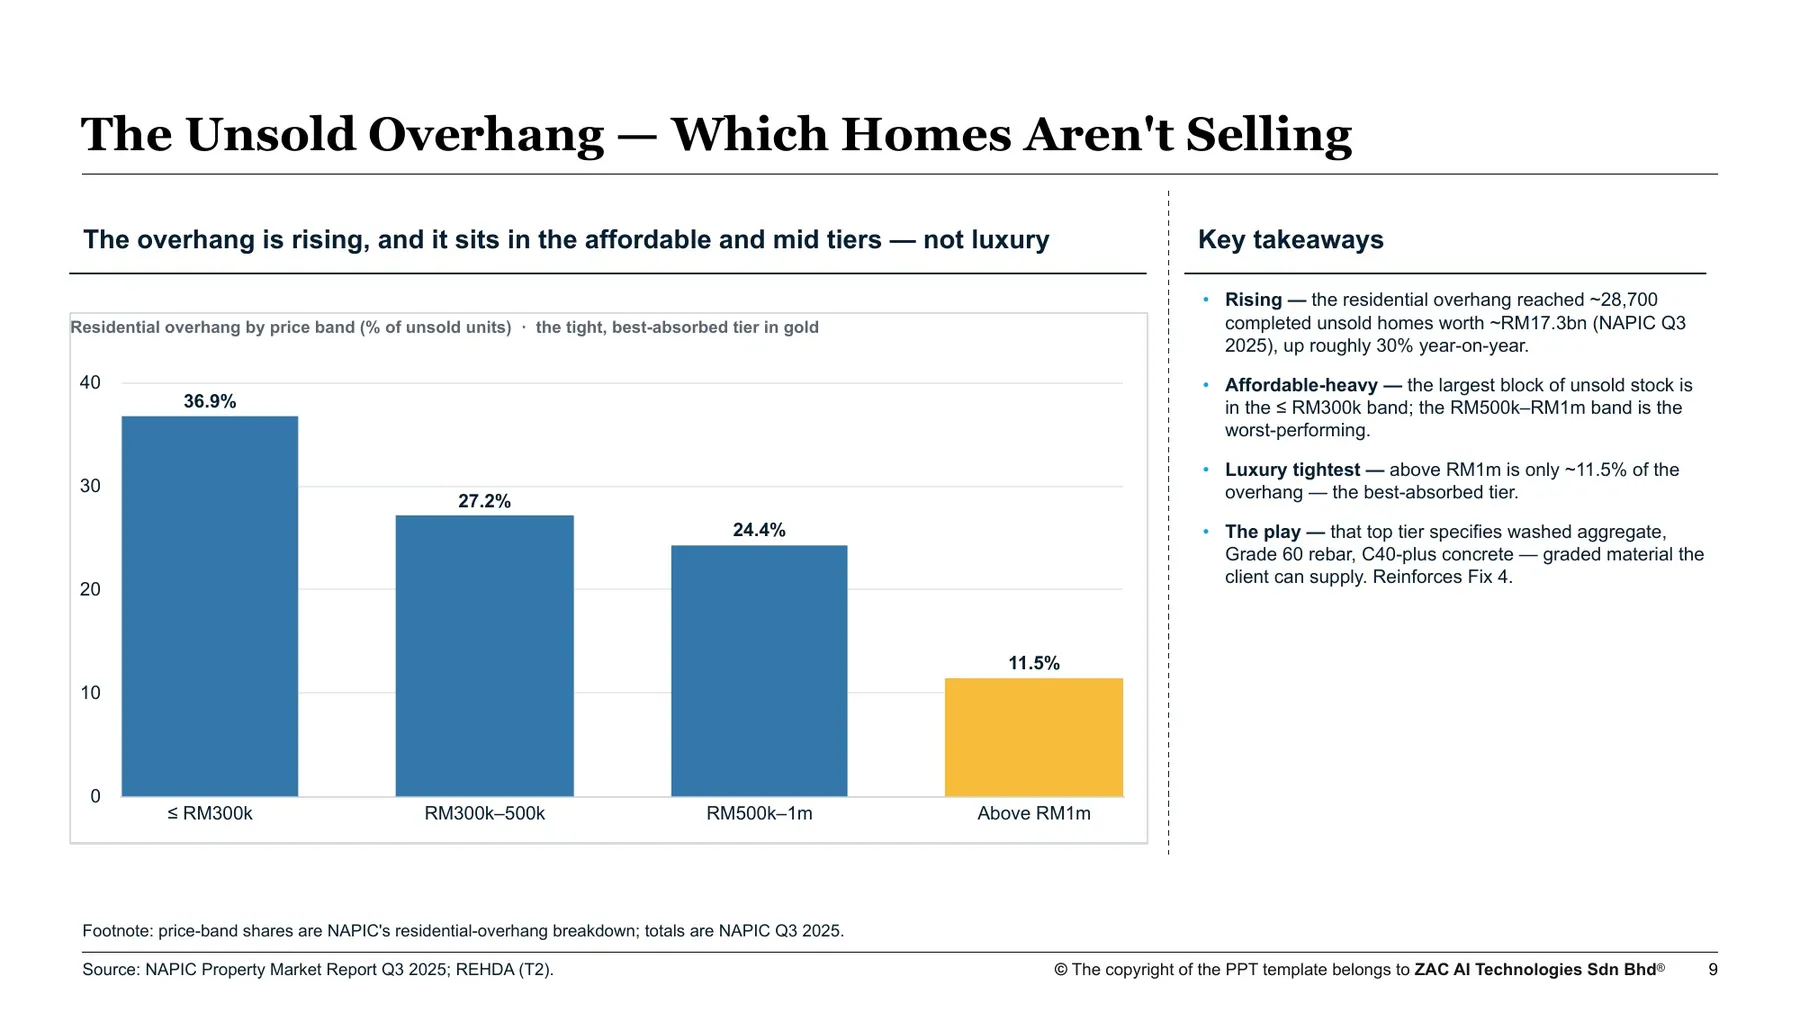 The Unsold Overhang — Which Homes Aren't Selling
The overhang is rising, and it sits in the affordable and mid tiers — not luxury
Residential overhang by price band (% of unsold units) · the tight, best-absorbed tier in gold
40
30
20
10
0
36.9%
27.2%
24.4%
11.5%
≤ RM300k
RM300k–500k
RM500k–1m
Above RM1m
Key takeaways
• Rising — the residential overhang reached ~28,700
completed unsold homes worth ~RM17.3bn (NAPIC Q3
2025), up roughly 30% year-on-year.
• Affordable-heavy — the largest block of unsold stock is
in the ≤ RM300k band; the RM500k–RM1m band is the
worst-performing.
• Luxury tightest — above RM1m is only ~11.5% of the
overhang — the best-absorbed tier.
• The play — that top tier specifies washed aggregate,
Grade 60 rebar, C40-plus concrete — graded material the
client can supply. Reinforces Fix 4.
Footnote: price-band shares are NAPIC's residential-overhang breakdown; totals are NAPIC Q3 2025.
Source: NAPIC Property Market Report Q3 2025; REHDA (T2).
© The copyright of the PPT template belongs to ZAC AI Technologies Sdn Bhd®
9